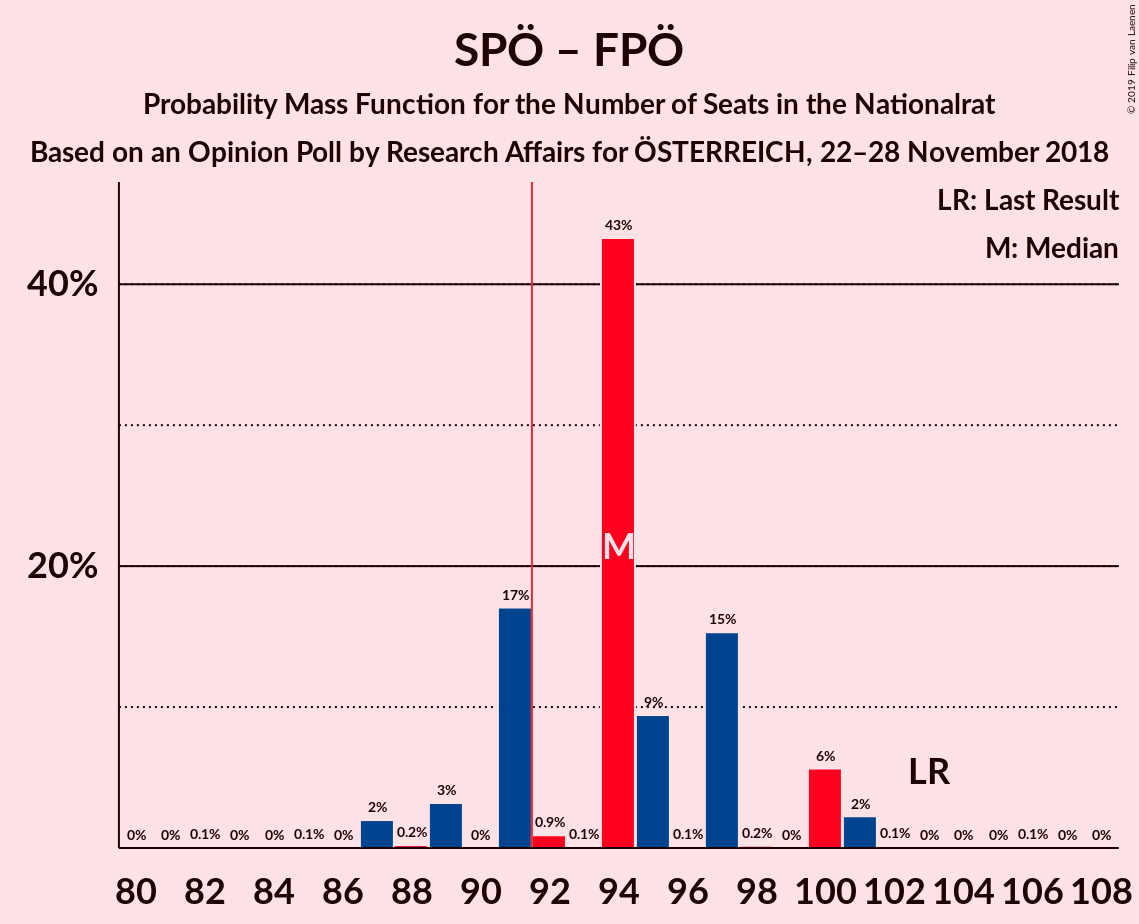 SPÖ – FPÖ
Probability Mass Function for the Number of Seats in the Nationalrat
Based on an Opinion Poll by Research Affairs for ÖSTERREICH, 22–28 November 2018
© 2019 Filip van Laenen
LR: Last Result
M: Median
40%
20%
0% 0% 0.1% 0% 0% 0.1% 0% 2% 0.2% 3% 0% 17% 0.9% 0.1% 43% 9% 0.1% 15% 0.2% 0% 6% 2% 0.1% 0% 0% 0% 0.1% 0% 0%
M
LR
80 82 84 86 88 90 92 94 96 98 100 102 104 106 108